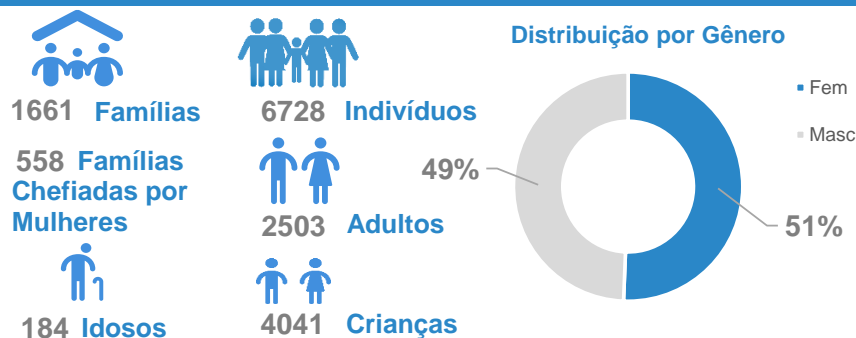 Distribuição por Gênero
1661 Famílias
6728 Indivíduos
558 Famílias
Chefiadas por
Mulheres
2503 Adultos
184 Idosos
4041 Crianças
Fem
Masc
49%
51%